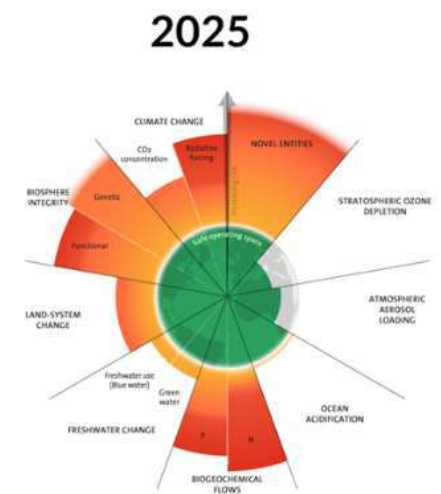 2025
CLIMATE CHANGE
CO2
concentration
Radiative
forcing
NOVEL ENTITIES
STRATOSPHERIC OZONE
DEPLETION
ATMOSPHERIC
AEROSOL
LOADING
OCEAN
ACIDIFICATION
BIOGEOCHEMICAL
FLOWS
N
P
FRESHWATER CHANGE
Green
water
Freshwater use
(Blue water)
LAND-SYSTEM
CHANGE
BIOSPHERE
INTEGRITY
Functional
Genetic
Safe operating space